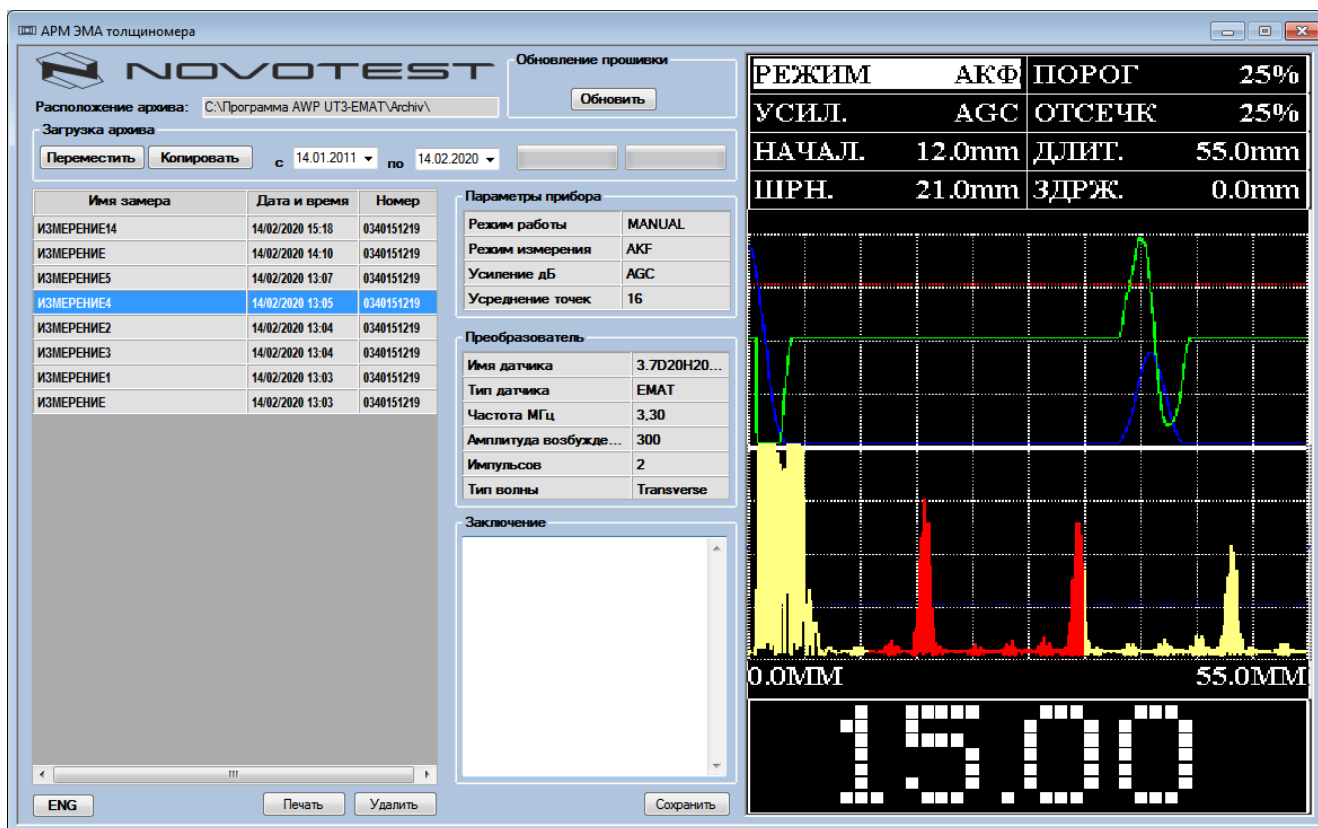 АРМ ЭМА толщиномера
NOVOTEST
Обновление прошивки
Обновить
Расположение архива: C:\Программа AWP UT3-EMAT\Archiv\
Загрузка архива
Переместить Копировать с 14.01.2011 по 14.02.2020
Имя замера Дата и время Номер
ИЗМЕРЕНИЕ14 14/02/2020 15:18 0340151219
ИЗМЕРЕНИЕ 14/02/2020 14:10 0340151219
ИЗМЕРЕНИЕ5 14/02/2020 13:07 0340151219
ИЗМЕРЕНИЕ4 14/02/2020 13:05 0340151219
ИЗМЕРЕНИЕ2 14/02/2020 13:04 0340151219
ИЗМЕРЕНИЕ3 14/02/2020 13:04 0340151219
ИЗМЕРЕНИЕ1 14/02/2020 13:03 0340151219
ИЗМЕРЕНИЕ 14/02/2020 13:03 0340151219
ENG Печать Удалить
Параметры прибора
Режим работы MANUAL
Режим измерения AKF
Усиление дБ AGC
Усреднение точек 16
Преобразователь
Имя датчика 3.7D20H20...
Тип датчика EMAT
Частота МГц 3,30
Амплитуда возбужде... 300
Импульсов 2
Тип волны Transverse
Заключение
Сохранить
РЕЖИМ АКФ ПОРОГ 25%
УСИЛ. AGC ОТСЕЧК 25%
НАЧАЛ. 12.0mm ДЛИТ. 55.0mm
ШРН. 21.0mm ЗДРЖ. 0.0mm
0.0ММ 55.0ММ
15.00